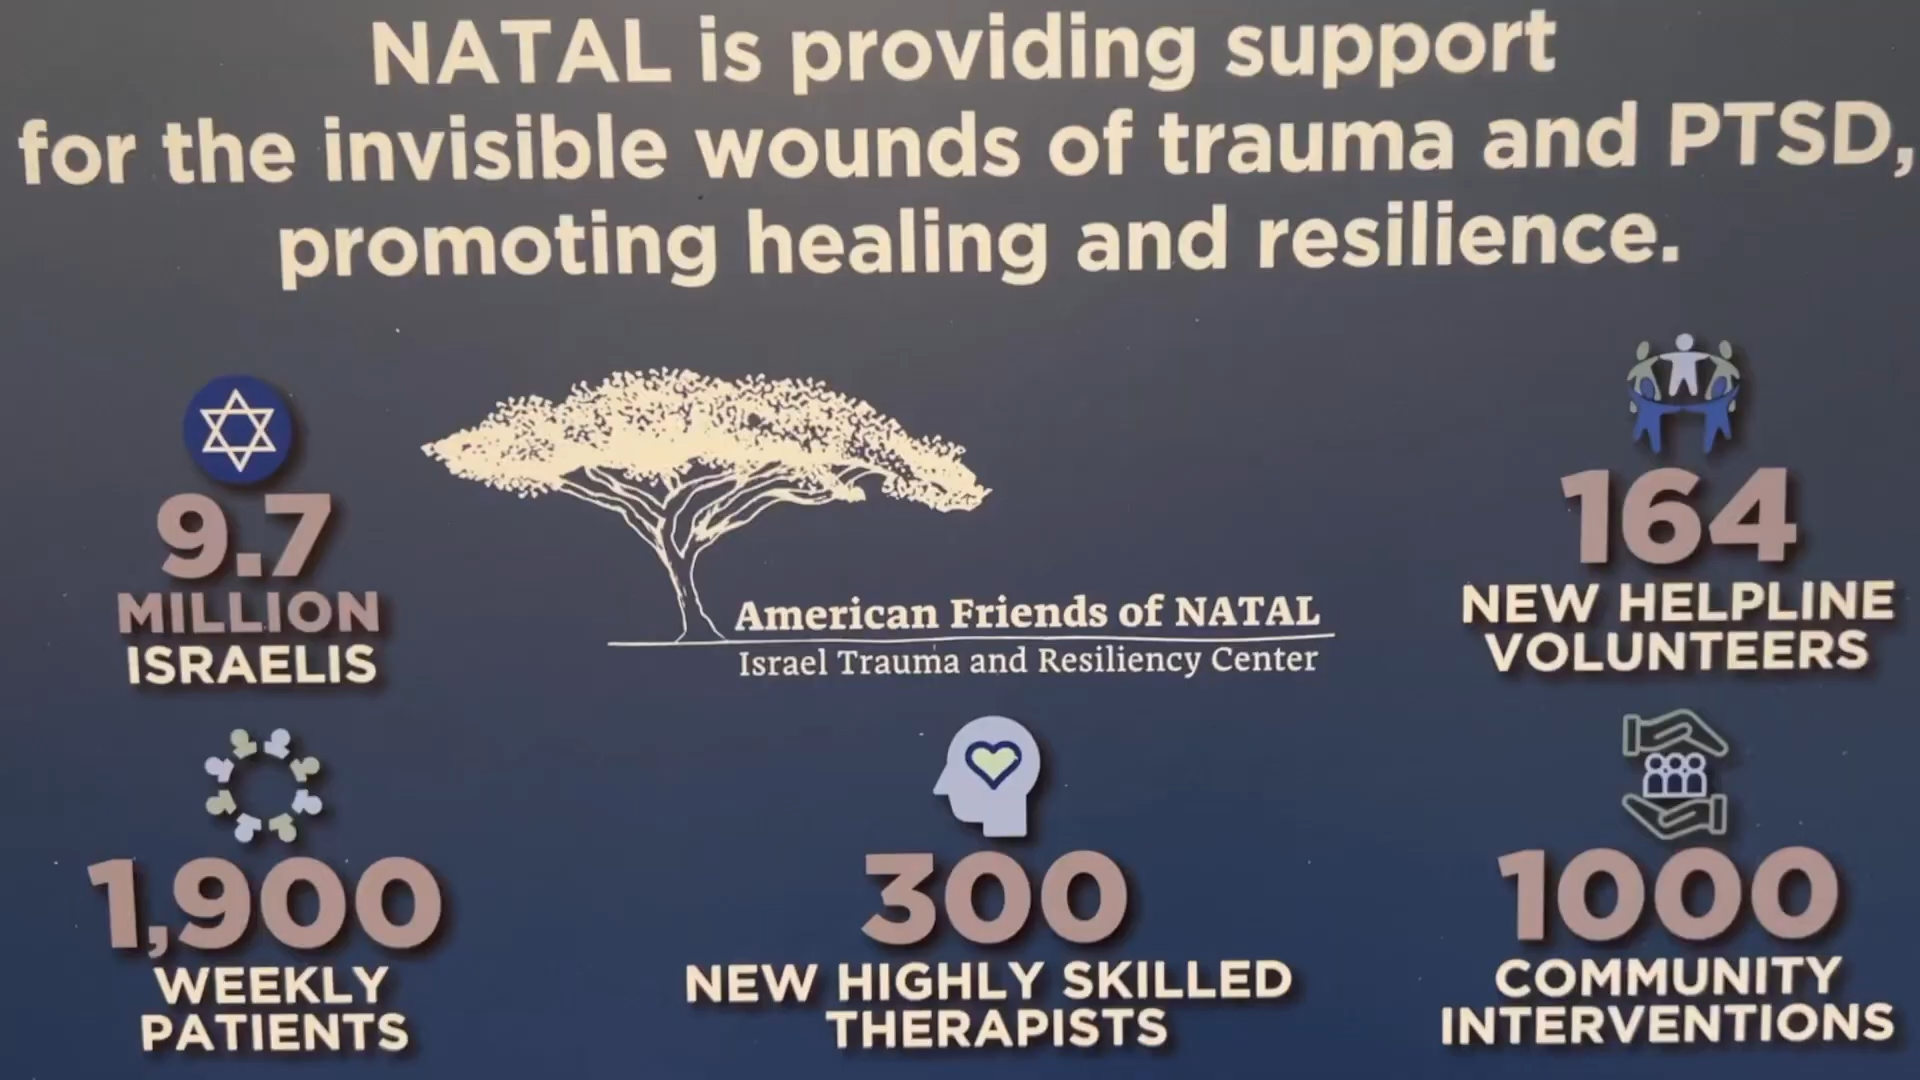 NATAL is providing support
for the invisible wounds of trauma and PTSD,
promoting healing and resilience.
9.7
MILLION
ISRAELIS
American Friends of NATAL
Israel Trauma and Resiliency Center
164
NEW HELPLINE
VOLUNTEERS
1,900
WEEKLY
PATIENTS
300
NEW HIGHLY SKILLED
THERAPISTS
1000
COMMUNITY
INTERVENTIONS